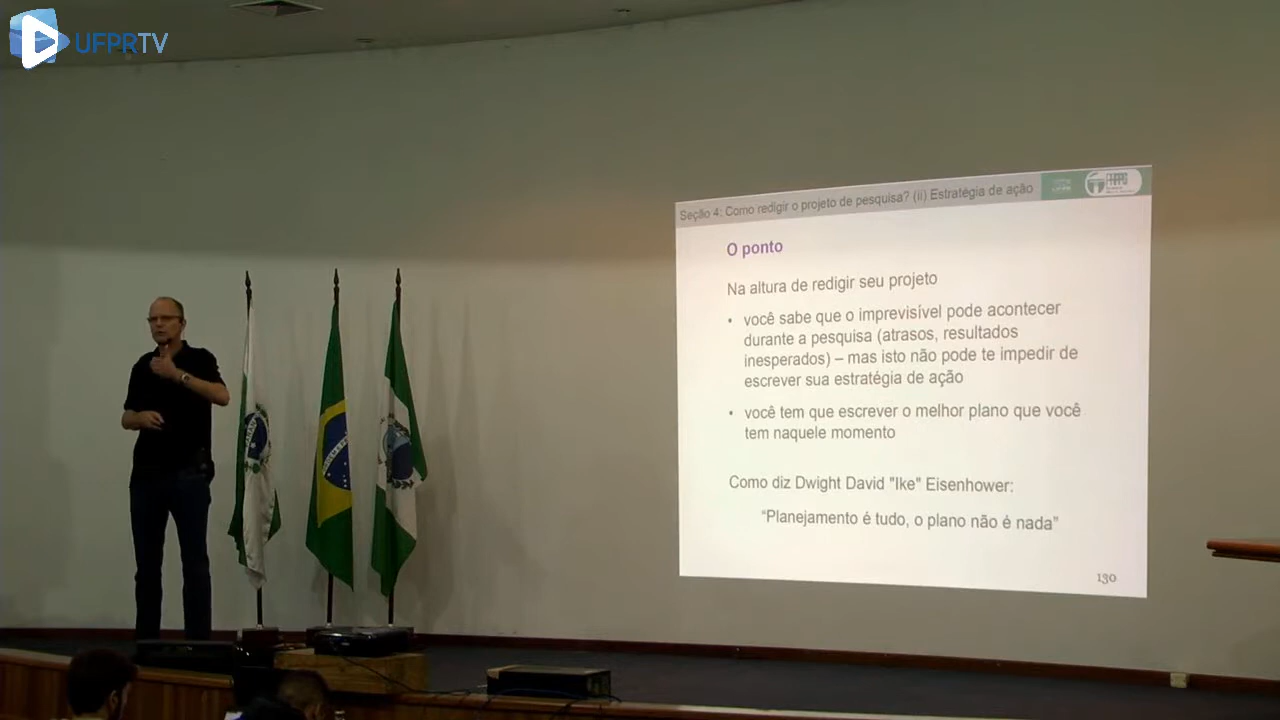 UFPRTV
Seção 4: Como redigir o projeto de pesquisa? (ii) Estratégia de ação
O ponto
Na altura de redigir seu projeto
• você sabe que o imprevisível pode acontecer
durante a pesquisa (atrasos, resultados
inesperados) – mas isto não pode te impedir de
escrever sua estratégia de ação
• você tem que escrever o melhor plano que você
tem naquele momento
Como diz Dwight David "Ike" Eisenhower:
“Planejamento é tudo, o plano não é nada”
130